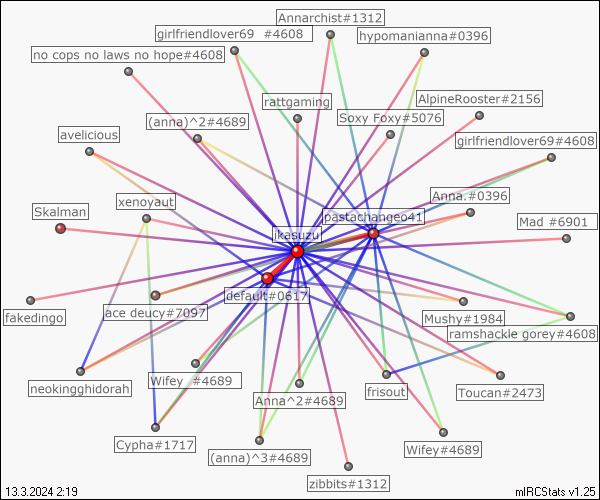 Annarchist#1312
girlfriendlover69 #4608
hypomanianna#0396
no cops no laws no hope#4608
rattgaming
AlpineRooster#2156
(anna)^2#4689
Soxy Foxy#5076
avelicious
girlfriendlover69#4608
xenoyaut
Anna.#0396
Skalman
pastachangeo41
Mad #6901
ikasuzu
default#0617
ace deucy#7097
fakedingo
Mushy#1984
ramshackle gorey#4608
neokingghidorah
Wifey #4689
frisout
Toucan#2473
Anna^2#4689
Cypha#1717
(anna)^3#4689
Wifey#4689
zibbits#1312
13.3.2024 2:19
mIRCStats v1.25